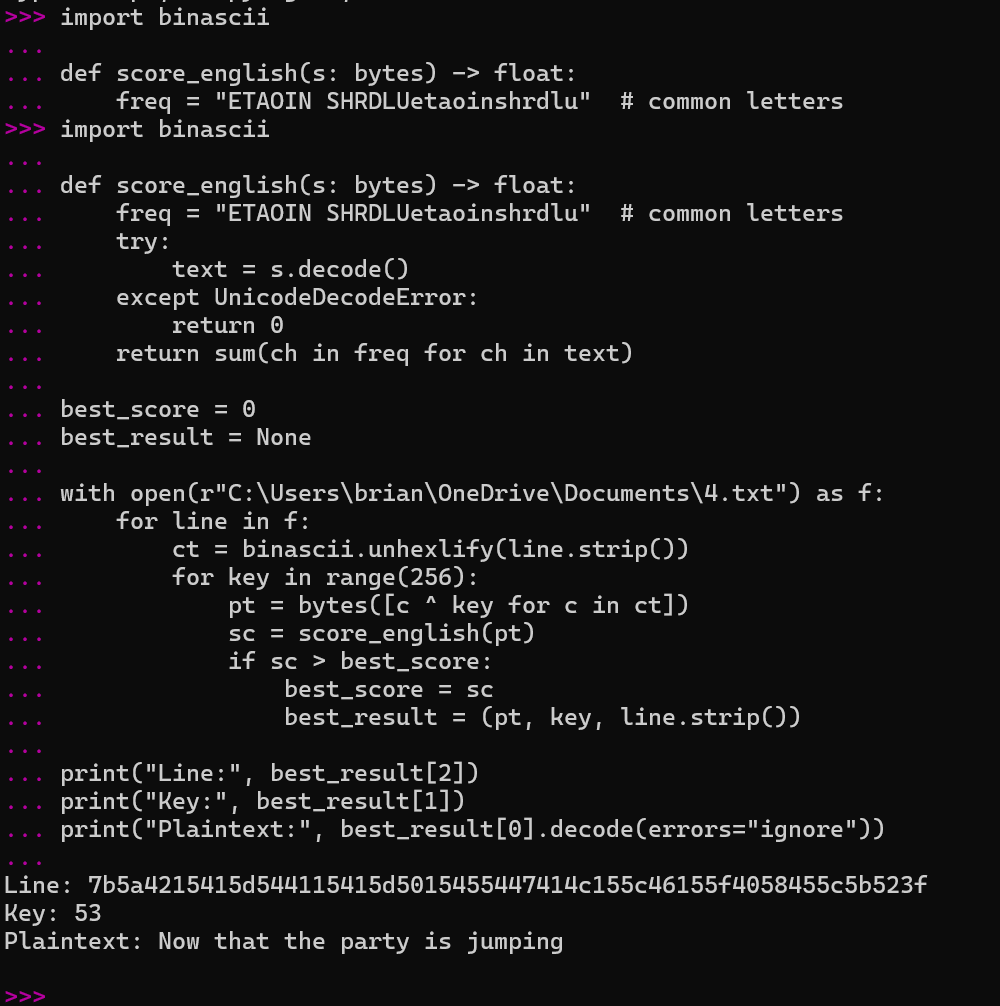 >>> import binascii
...
... def score_english(s: bytes) -> float:
...     freq = "ETAOIN SHRDLUetaoinshrdlu"  # common letters
>>> import binascii
...
... def score_english(s: bytes) -> float:
...     freq = "ETAOIN SHRDLUetaoinshrdlu"  # common letters
...     try:
...         text = s.decode()
...     except UnicodeDecodeError:
...         return 0
...     return sum(ch in freq for ch in text)
...
... best_score = 0
... best_result = None
...
... with open(r"C:\Users\brian\OneDrive\Documents\4.txt") as f:
...     for line in f:
...         ct = binascii.unhexlify(line.strip())
...         for key in range(256):
...             pt = bytes([c ^ key for c in ct])
...             sc = score_english(pt)
...             if sc > best_score:
...                 best_score = sc
...                 best_result = (pt, key, line.strip())
...
... print("Line:", best_result[2])
... print("Key:", best_result[1])
... print("Plaintext:", best_result[0].decode(errors="ignore"))
...
Line: 7b5a4215415d544115415d5015455447414c155c46155f4058455c5b523f
Key: 53
Plaintext: Now that the party is jumping
>>>